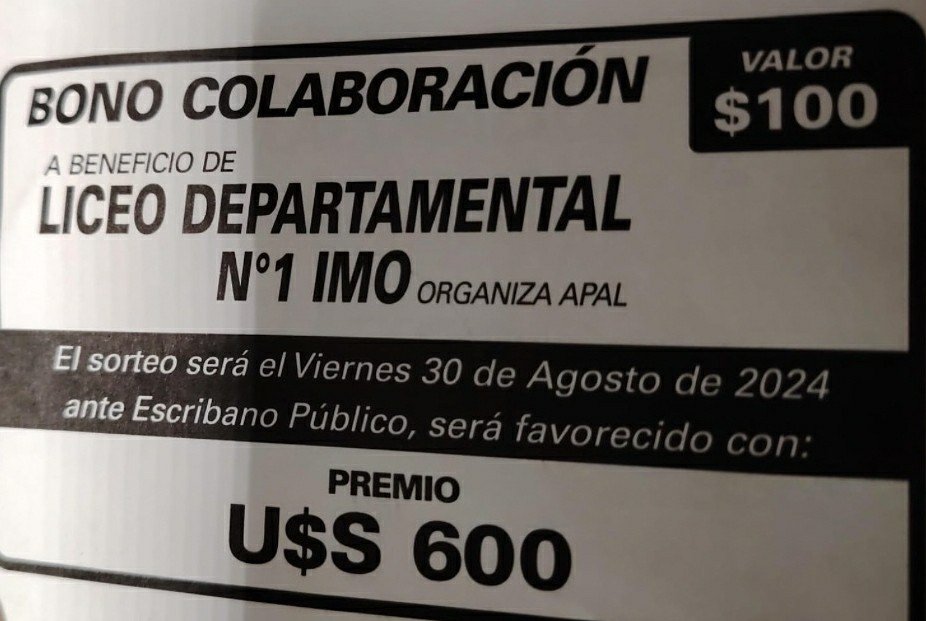 BONO COLABORACIÓN
VALOR
$100
A BENEFICIO DE
LICEO DEPARTAMENTAL
Nº1 IMO ORGANIZA APAL
El sorteo será el Viernes 30 de Agosto de 2024
ante Escribano Público, será favorecido con:
PREMIO
U$S 600